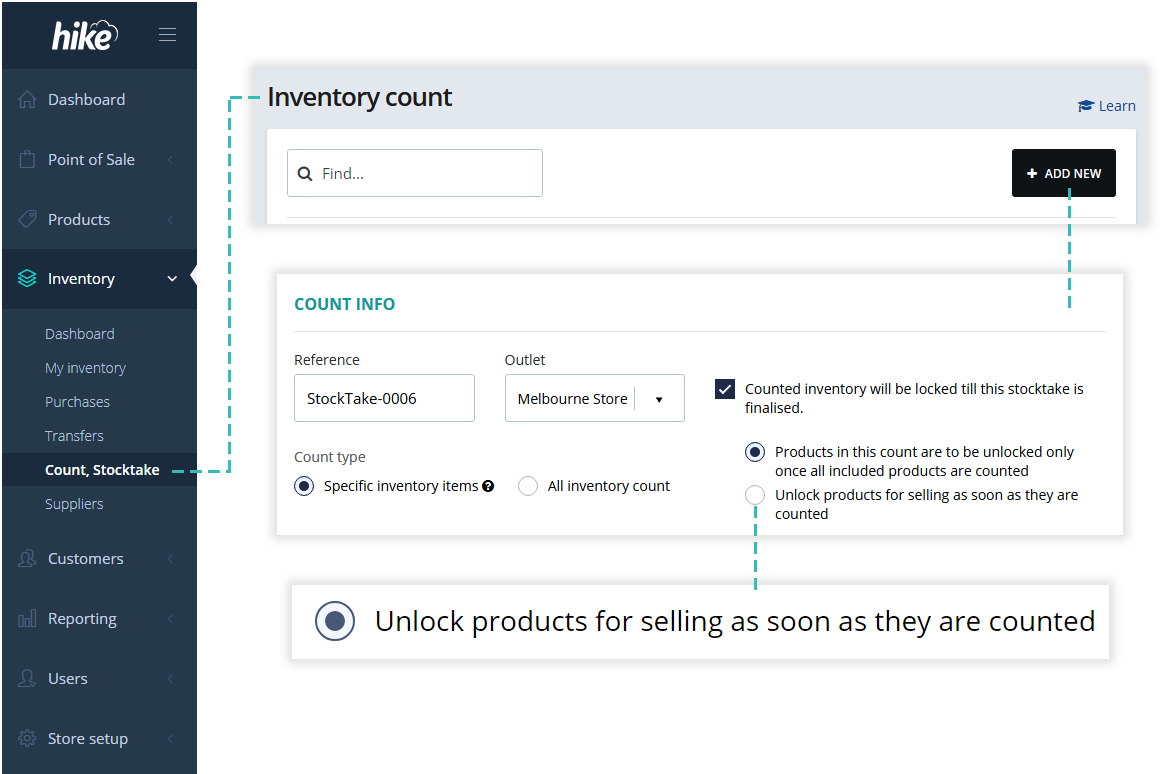 hike
Dashboard
Point of Sale
Products
Inventory
Dashboard
My inventory
Purchases
Transfers
Count, Stocktake
Suppliers
Customers
Reporting
Users
Store setup
Inventory count
Learn
Find...
+ ADD NEW
COUNT INFO
Reference
Outlet
StockTake-0006
Melbourne Store
Counted inventory will be locked till this stocktake is
finalised.
Count type
Specific inventory items ?
All inventory count
Products in this count are to be unlocked only
once all included products are counted
Unlock products for selling as soon as they are
counted
Unlock products for selling as soon as they are counted